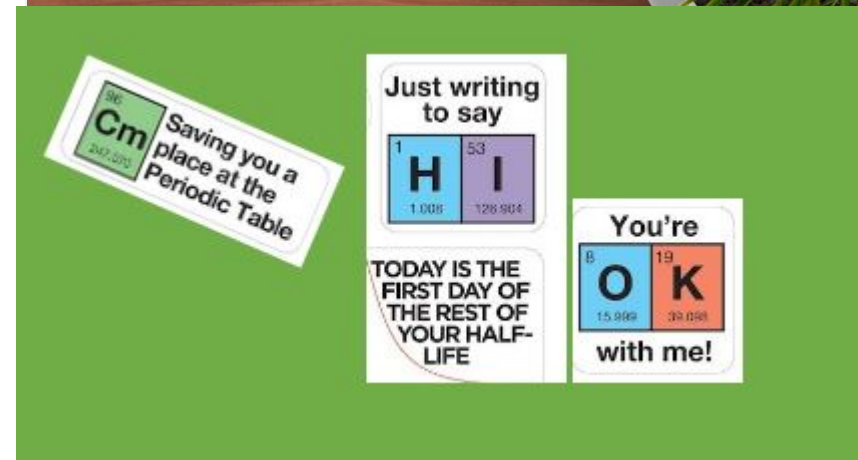 96
Cm
247.070
Saving you a
place at the
Periodic Table
Just writing
to say
1 53
H I
1.008 126.904
TODAY IS THE
FIRST DAY OF
THE REST OF
YOUR HALF-
LIFE
You're
8 19
O K
15.999 39.098
with me!